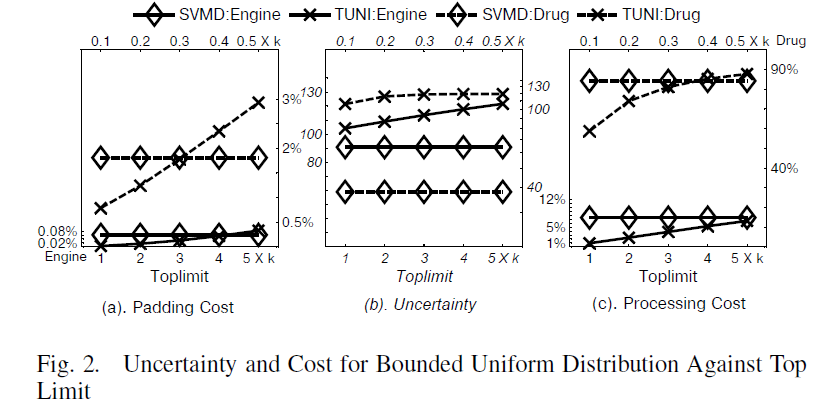 SVMD:Engine TUNI:Engine SVMD:Drug TUNI:Drug
0.1 0.2 0.3 0.4 0.5 X k
0.1 0.2 0.3 0.4 0.5 X k
0.1 0.2 0.3 0.4 0.5 X k Drug
3%
2%
0.5%
0.08%
0.02%
Engine 1 2 3 4 5 X k
Toplimit
(a). Padding Cost
130
100
80
130
100
40
1 2 3 4 5 X k
Toplimit
(b). Uncertainty
90%
40%
12%
5%
1%
1 2 3 4 5 X k
Toplimit
(c). Processing Cost
Fig. 2. Uncertainty and Cost for Bounded Uniform Distribution Against Top
Limit